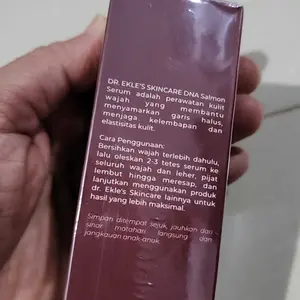 DR. EKLE'S SKINCARE DNA Salmon
Serum adalah perawatan kulit
wajah yang membantu
menyamarkan garis halus,
menjaga kelembapan dan
elastisitas kulit.
Cara Penggunaan:
Bersihkan wajah terlebih dahulu,
lalu oleskan 2-3 tetes serum ke
seluruh wajah dan leher, pijat
lembut hingga meresap, dan
lanjutkan menggunakan produk
dr. Ekle's Skincare lainnya untuk
hasil yang lebih maksimal.
Simpan ditempat sejuk, jauhkan dari
sinar matahari langsung dan
jangkauan anak-anak.